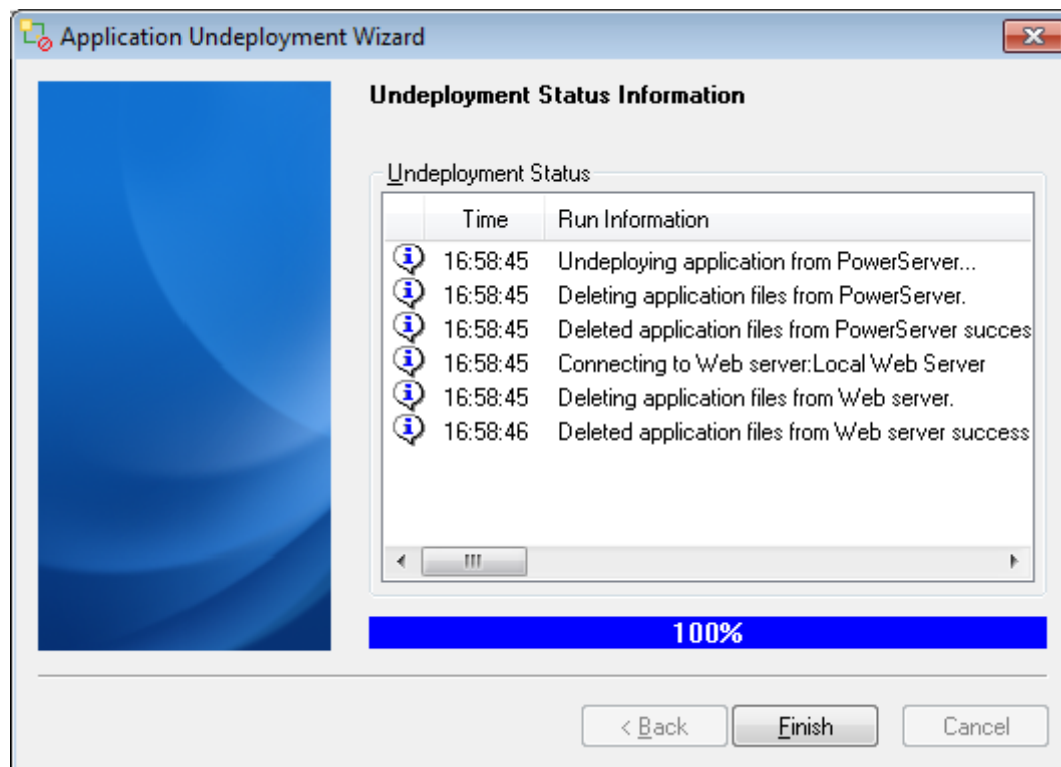 Application Undeployment Wizard
Undeployment Status Information
Undeployment Status
Time Run Information
16:58:45 Undeploying application from PowerServer...
16:58:45 Deleting application files from PowerServer.
16:58:45 Deleted application files from PowerServer succes
16:58:45 Connecting to Web server:Local Web Server
16:58:45 Deleting application files from Web server.
16:58:46 Deleted application files from Web server success
100%
< Back Finish Cancel